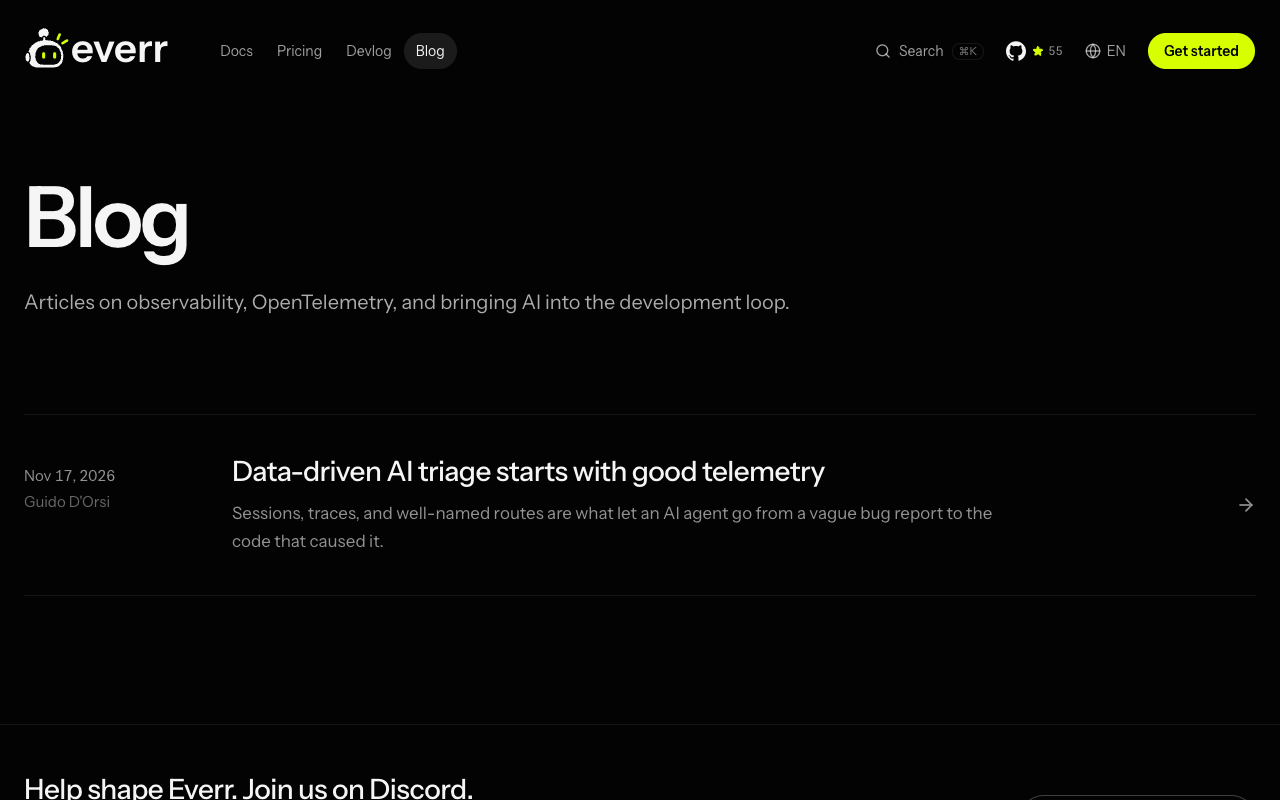 everr
Docs
Pricing
Devlog
Blog
Search
⌘K
55
EN
Get started
Blog
Articles on observability, OpenTelemetry, and bringing AI into the development loop.
Nov 17, 2026
Guido D'Orsi
Data-driven AI triage starts with good telemetry
Sessions, traces, and well-named routes are what let an AI agent go from a vague bug report to the
code that caused it.
Help shape Everr. Join us on Discord.